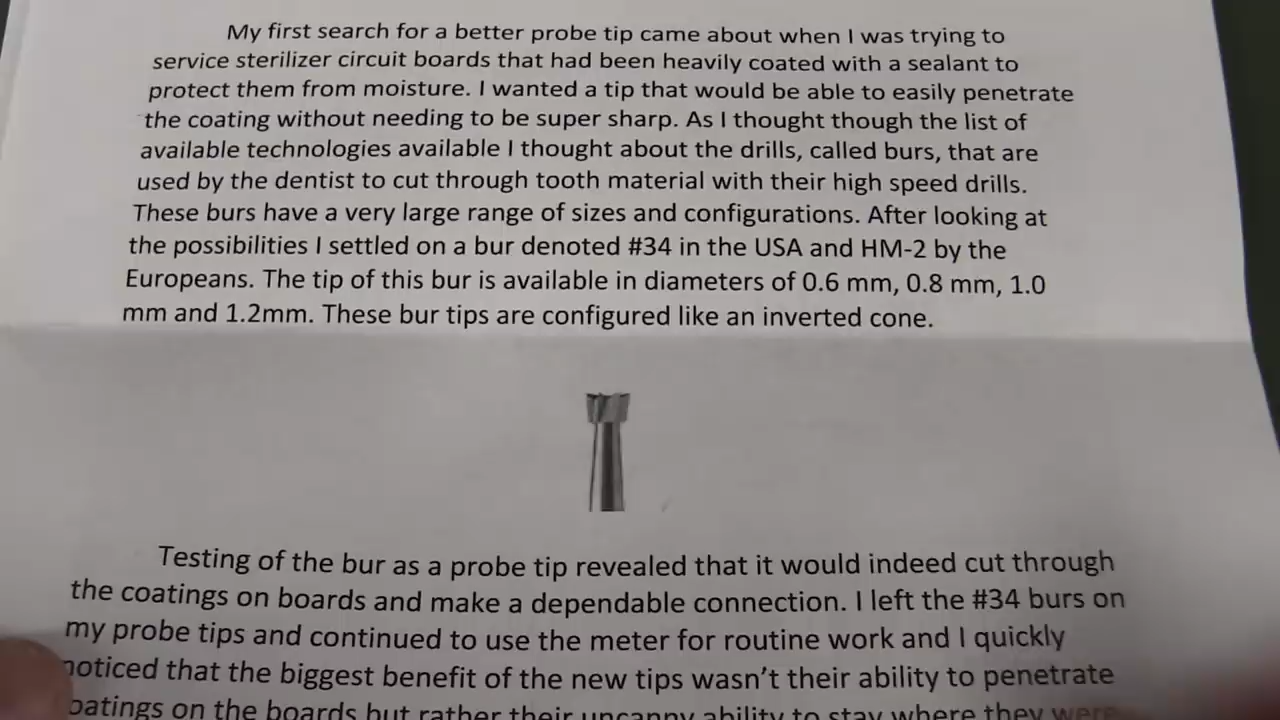 My first search for a better probe tip came about when I was trying to
service sterilizer circuit boards that had been heavily coated with a sealant to
protect them from moisture. I wanted a tip that would be able to easily penetrate
the coating without needing to be super sharp. As I thought though the list of
available technologies available I thought about the drills, called burs, that are
used by the dentist to cut through tooth material with their high speed drills.
These burs have a very large range of sizes and configurations. After looking at
the possibilities I settled on a bur denoted #34 in the USA and HM-2 by the
Europeans. The tip of this bur is available in diameters of 0.6 mm, 0.8 mm, 1.0
mm and 1.2mm. These bur tips are configured like an inverted cone.
Testing of the bur as a probe tip revealed that it would indeed cut through
the coatings on boards and make a dependable connection. I left the #34 burs on
my probe tips and continued to use the meter for routine work and I quickly
noticed that the biggest benefit of the new tips wasn't their ability to penetrate
oatings on the boards but rather their uncanny ability to stay where they were